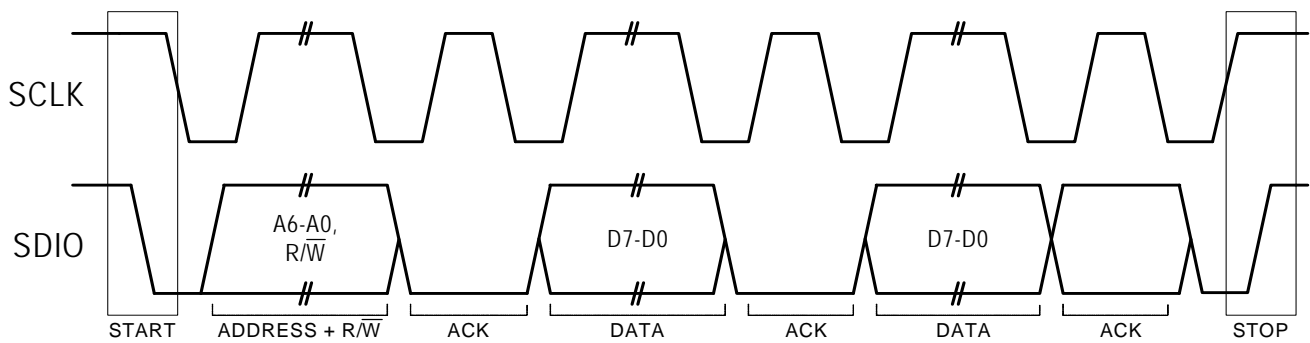 SCLK
SDIO
A6-A0,
R/W̅
D7-D0
D7-D0
START
ADDRESS + R/W̅
ACK
DATA
ACK
DATA
ACK
STOP